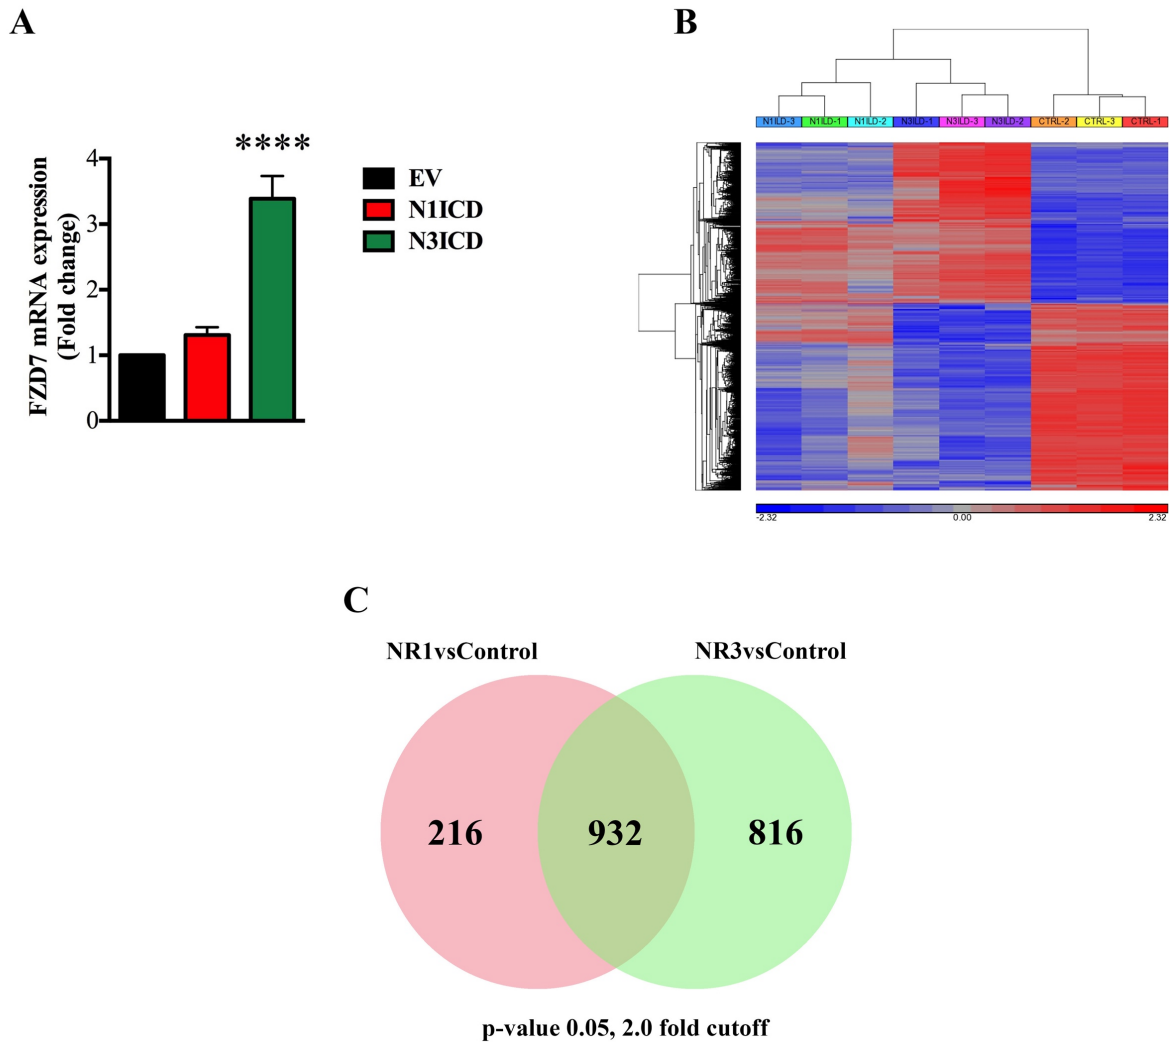 A
B
****
4
3
2
1
0
FZD7 mRNA expression
(Fold change)
EV
N1ICD
N3ICD
N1ILD-3 N1ILD-1 N1ILD-2 N3ILD-1 N3ILD-3 N3ILD-2 CTRL-2 CTRL-3 CTRL-1
-2.32 0.00 2.32
C
NR1vsControl NR3vsControl
216 932 816
p-value 0.05, 2.0 fold cutoff